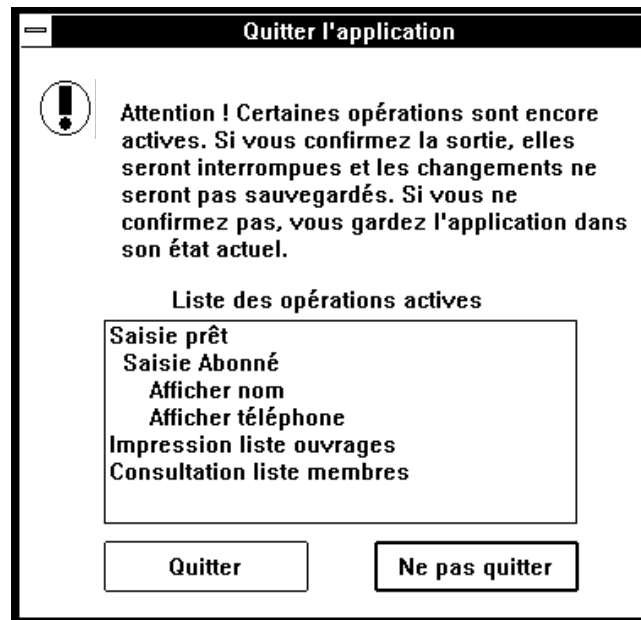 Quitter l'application
Attention ! Certaines opérations sont encore
actives. Si vous confirmez la sortie, elles
seront interrompues et les changements ne
seront pas sauvegardés. Si vous ne
confirmez pas, vous gardez l'application dans
son état actuel.
Liste des opérations actives
Saisie prêt
Saisie Abonné
Afficher nom
Afficher téléphone
Impression liste ouvrages
Consultation liste membres
Quitter
Ne pas quitter